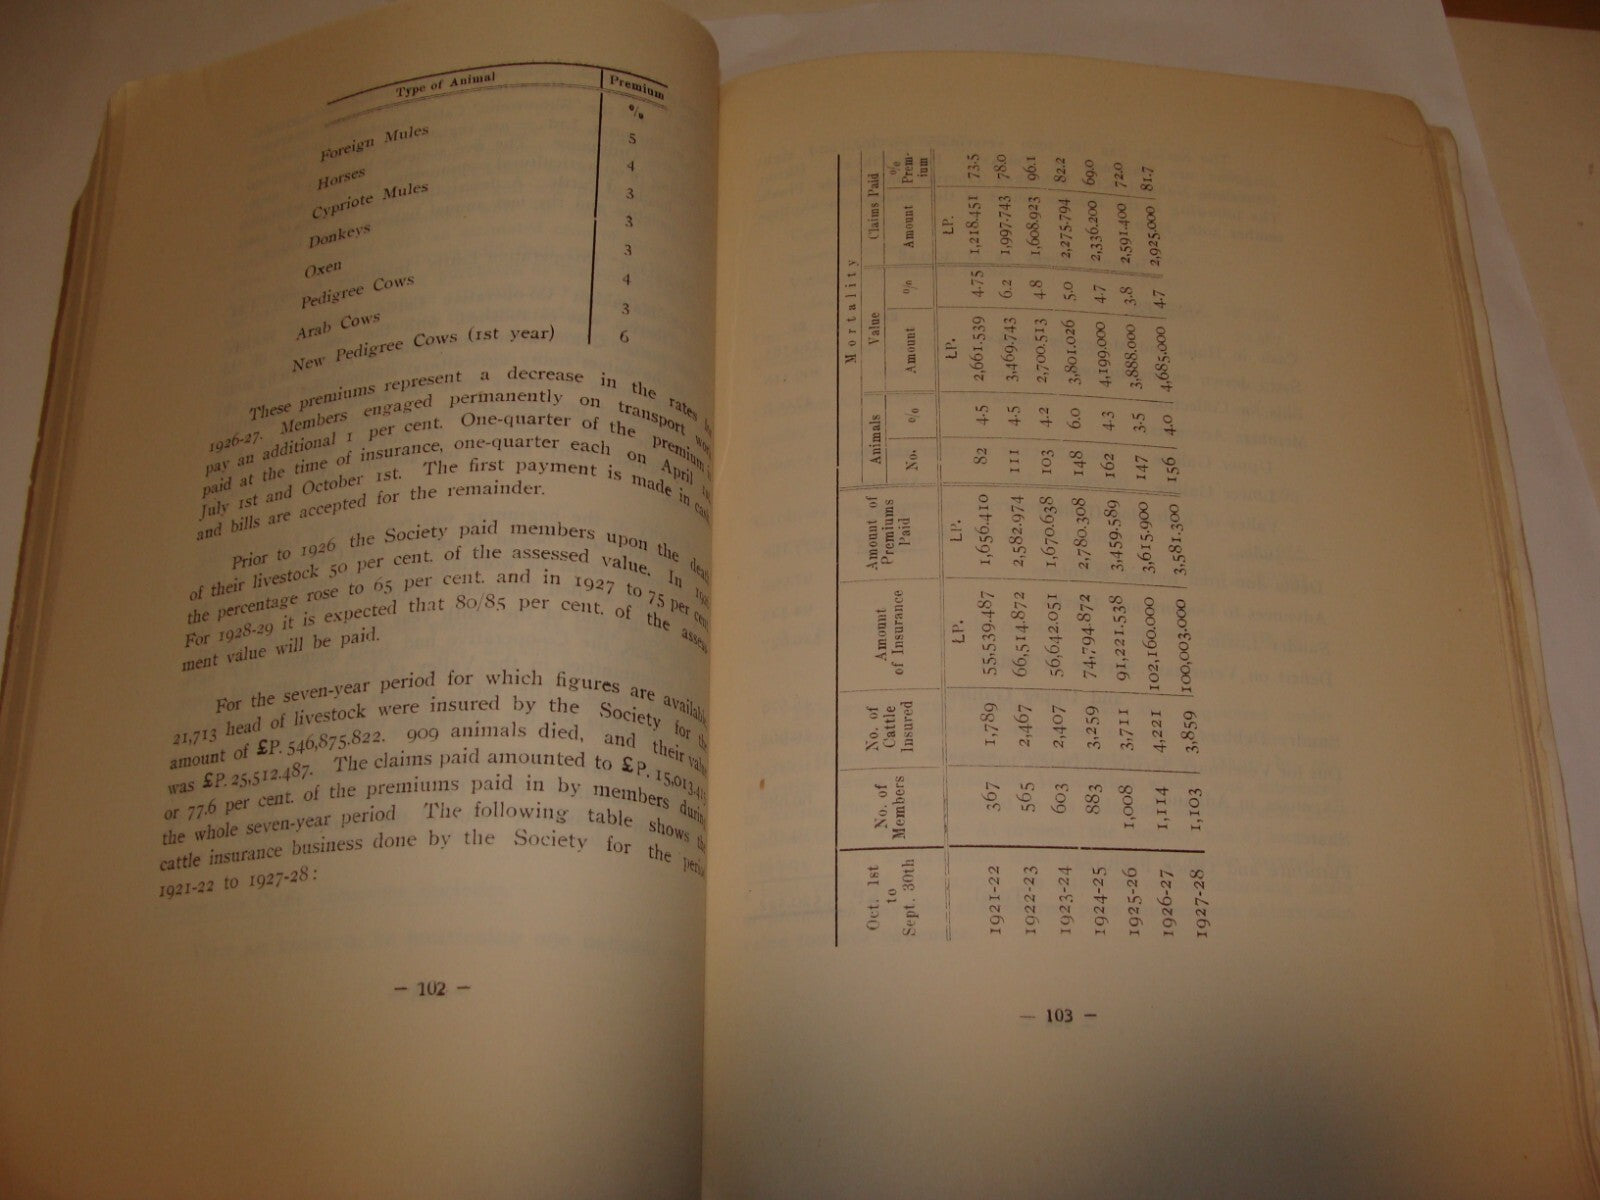 Type of Animal Premium
%
Foreign Mules 5
Horses 4
Cypriote Mules 3
Donkeys 3
Oxen 3
Pedigree Cows 4
Arab Cows 3
New Pedigree Cows (1st year) 6
These premiums represent a decrease in the rates
1926-27. Members engaged permanently on transport
pay an additional 1 per cent. One-quarter of the premium
paid at the time of insurance, one-quarter each on April
July 1st and October 1st. The first payment is made in cash
and bills are accepted for the remainder.
Prior to 1926 the Society paid members upon the death
of their livestock 50 per cent. of the assessed value. In
the percentage rose to 65 per cent. and in 1927 to 75 per cent.
For 1928-29 it is expected that 80/85 per cent. of the assess-
ment value will be paid.
For the seven-year period for which figures are available
21,713 head of livestock were insured by the Society for the
amount of £P. 546,875.822. 909 animals died, and their value
was £P. 25,512.487. The claims paid amounted to £P. 15,013.415
or 77.6 per cent. of the premiums paid in by members during
the whole seven-year period The following table shows the
cattle insurance business done by the Society for the period
1921-22 to 1927-28:
— 102 —
Mortality
Oct. 1st to Sept. 30th No. of Members No. of Cattle Insured Amount of Insurance Amount of Premiums Paid Animals Value Claims Paid
No. % Amount % Amount % Premium
£P. £P. £P. £P.
1921-22 367 1,789 55,539.487 1,656.410 82 4.5 2,661.539 4.75 1,218.451 73.5
1922-23 565 2,467 66,514.872 2,582.974 111 4.5 3,469.743 6.2 1,997.743 78.0
1923-24 603 2,407 56,642.051 1,670.638 103 4.2 2,700.513 4.8 1,608.923 96.1
1924-25 883 3,259 74,794.872 2,780.308 148 6.0 3,801.026 5.0 2,275.794 82.2
1925-26 1,008 3,711 91,221.538 3,459.589 162 4.3 4,199.000 4.7 2,336.200 69.0
1926-27 1,114 4,221 102,160.000 3,615.900 147 3.5 3,888.000 3.8 2,591.400 72.0
1927-28 1,103 3,859 100,003.000 3,581.300 156 4.0 4,685.000 4.7 2,925.000 81.7
— 103 —